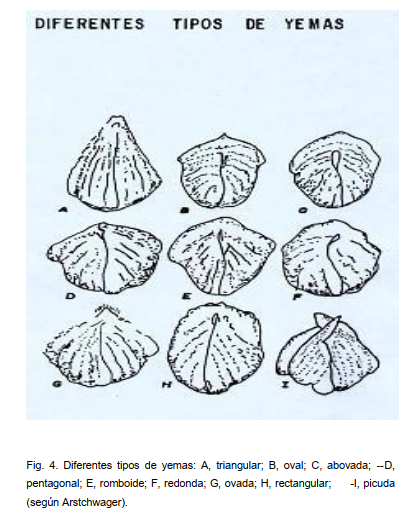 DIFERENTES TIPOS DE YEMAS
A B C
D E F
G H I
Fig. 4. Diferentes tipos de yemas: A, triangular; B, oval; C, abovada; --D,
pentagonal; E, romboide; F, redonda; G, ovada; H, rectangular; -I, picuda
(según Arstchwager).